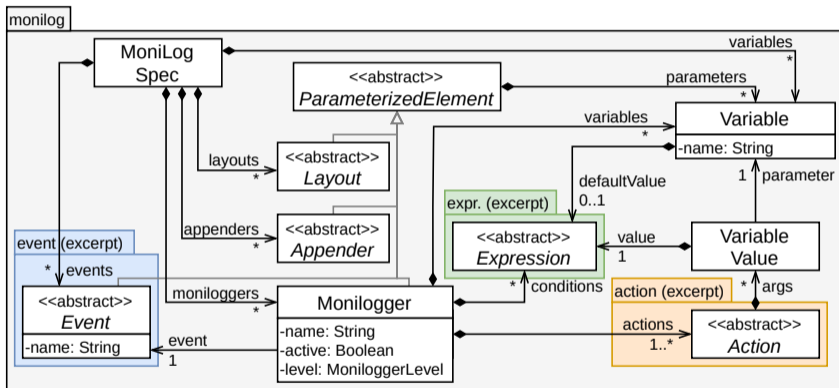 monilog
MoniLog
Spec
variables
*
<<abstract>>
ParameterizedElement
parameters
*
variables
*
Variable
-name: String
layouts
*
<<abstract>>
Layout
defaultValue
0..1
1
parameter
appenders
*
<<abstract>>
Appender
expr. (excerpt)
<<abstract>>
Expression
value
1
Variable
Value
event (excerpt)
*
events
<<abstract>>
Event
-name: String
moniloggers
*
Monilogger
-name: String
-active: Boolean
-level: MoniloggerLevel
*
conditions
action (excerpt)
*
args
event
1
actions
1..*
<<abstract>>
Action